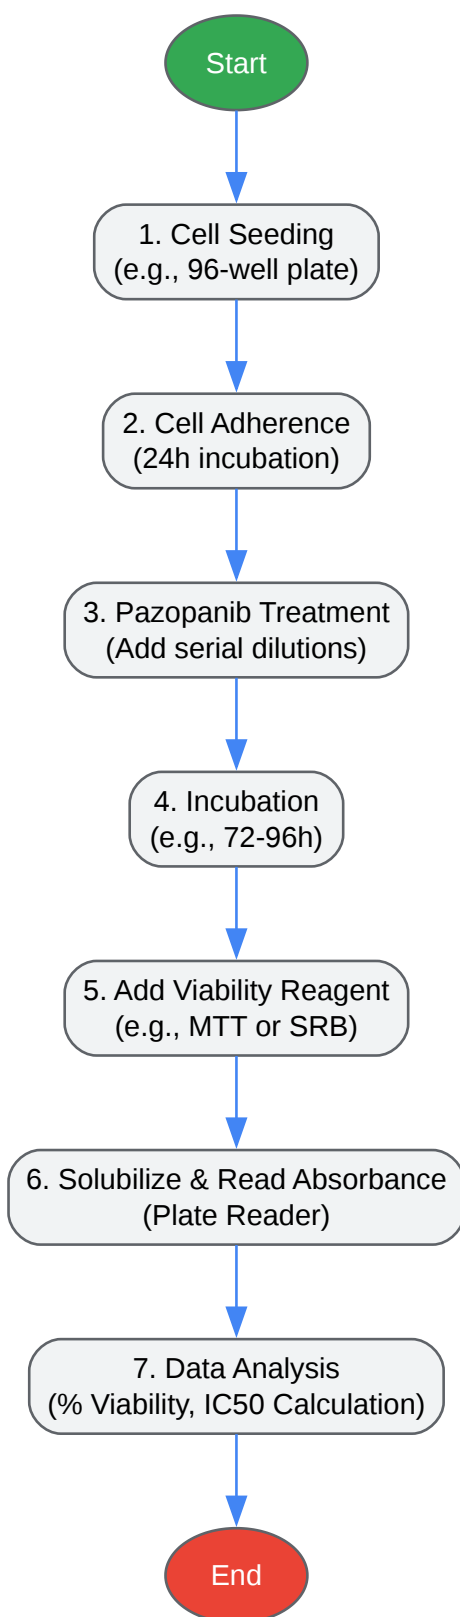 Start
1. Cell Seeding
(e.g., 96-well plate)
2. Cell Adherence
(24h incubation)
3. Pazopanib Treatment
(Add serial dilutions)
4. Incubation
(e.g., 72-96h)
5. Add Viability Reagent
(e.g., MTT or SRB)
6. Solubilize & Read Absorbance
(Plate Reader)
7. Data Analysis
(% Viability, IC50 Calculation)
End